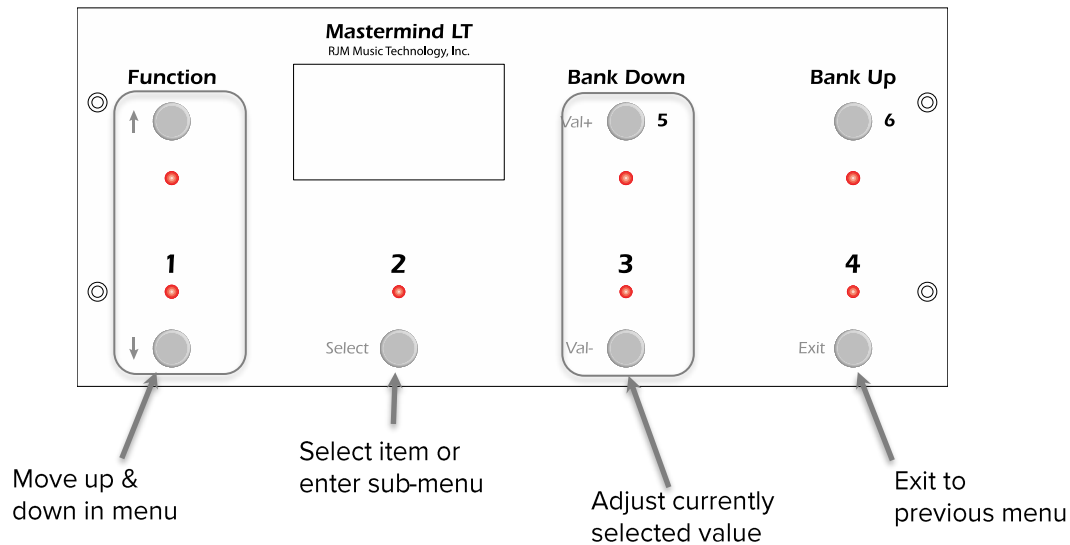 Mastermind LT
RJM Music Technology, Inc.
Function
Bank Down
Bank Up
↑
Val+
5
6
1
2
3
4
↓
Select
Val-
Exit
Move up &
down in menu
Select item or
enter sub-menu
Adjust currently
selected value
Exit to
previous menu